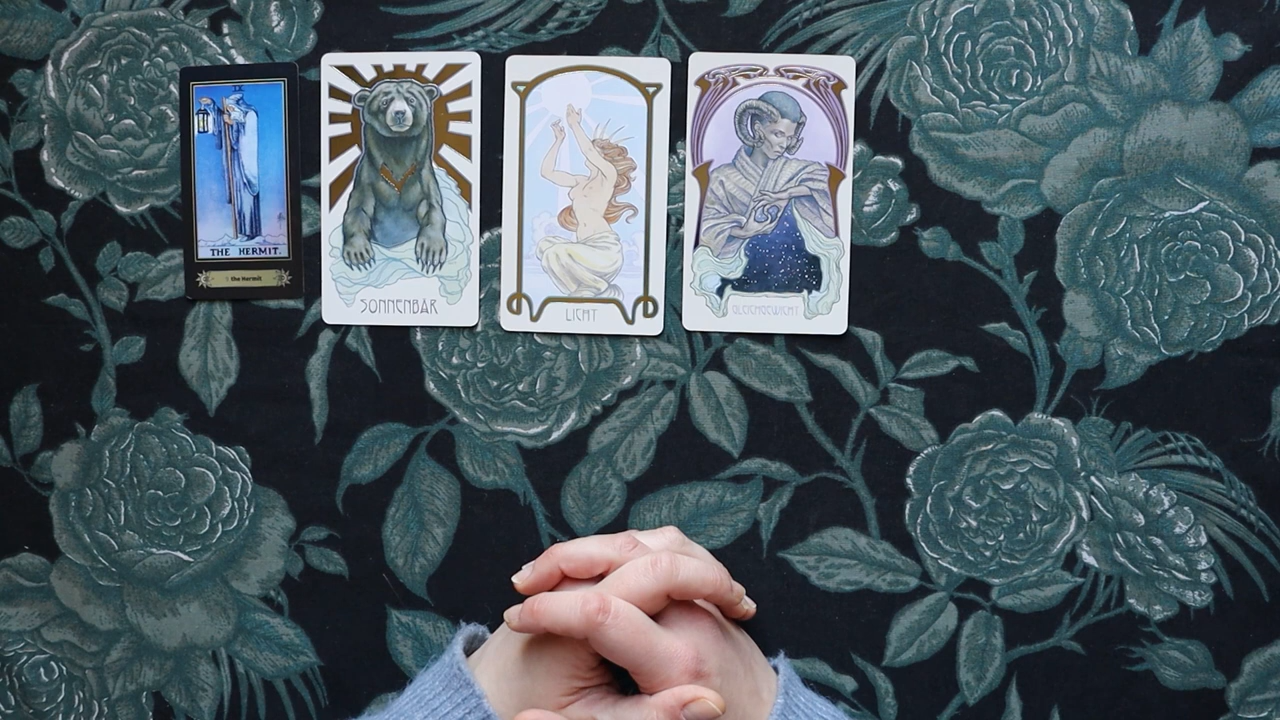 THE HERMIT.
the Hermit
SONNENBÄR
LICHT
GLEICHGEWICHT